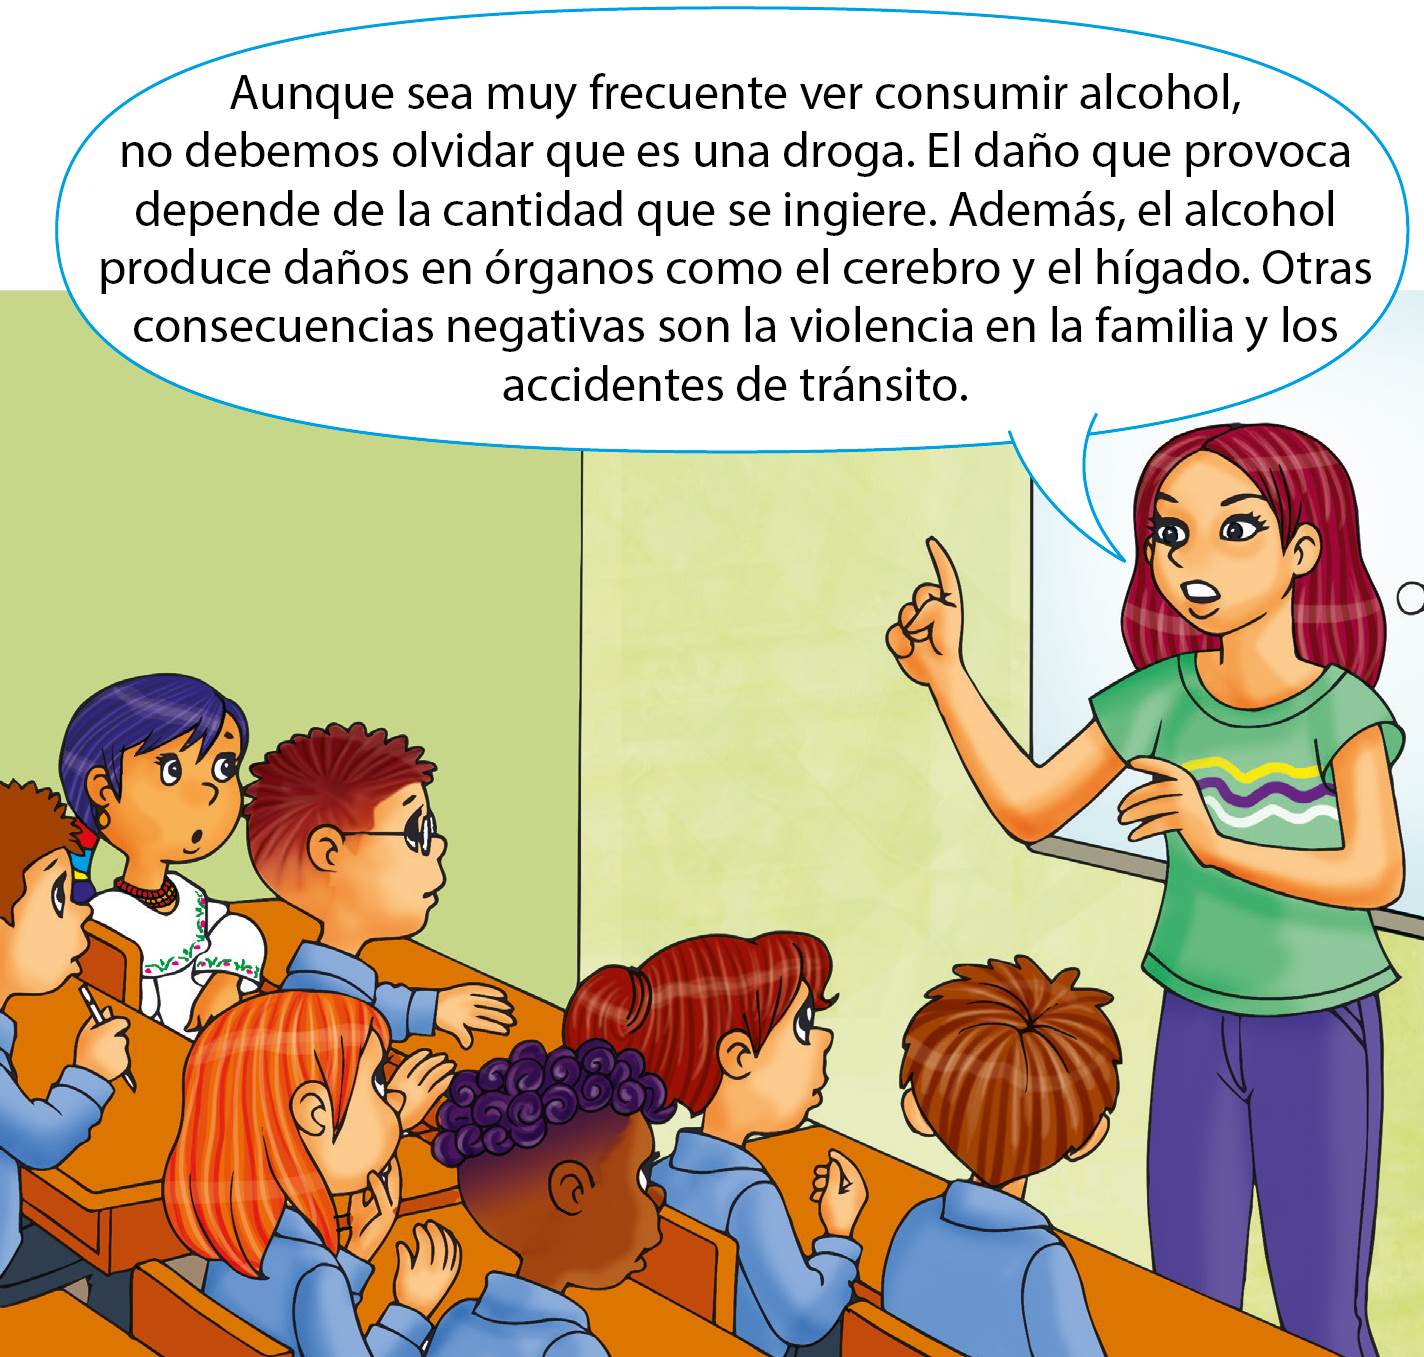 Aunque sea muy frecuente ver consumir alcohol,
no debemos olvidar que es una droga. El daño que provoca
depende de la cantidad que se ingiere. Además, el alcohol
produce daños en órganos como el cerebro y el hígado. Otras
consecuencias negativas son la violencia en la familia y los
accidentes de tránsito.